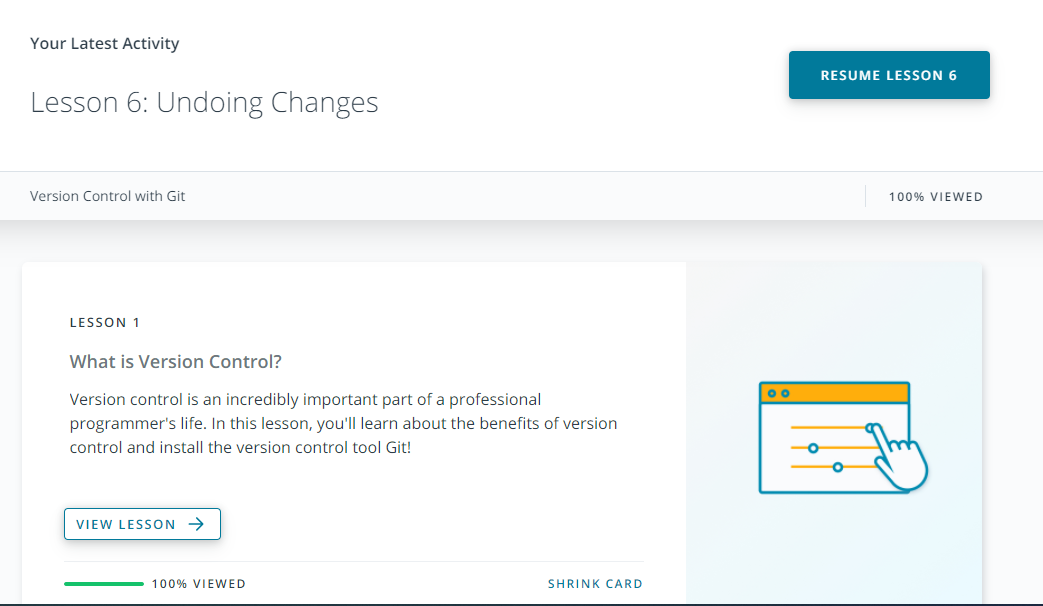 Your Latest Activity
RESUME LESSON 6
Lesson 6: Undoing Changes
Version Control with Git
100% VIEWED
LESSON 1
What is Version Control?
Version control is an incredibly important part of a professional
programmer's life. In this lesson, you'll learn about the benefits of version
control and install the version control tool Git!
VIEW LESSON
100% VIEWED
SHRINK CARD